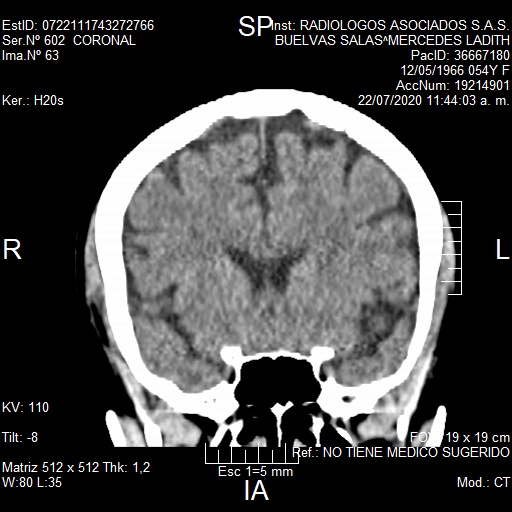 EstID: 0722111743272766
Ser.Nº 602 CORONAL
Ima.Nº 63
Ker.: H20s
SP
Inst: RADIOLOGOS ASOCIADOS S.A.S.
BUELVAS SALAS^MERCEDES LADITH
PacID: 36667180
12/05/1966 054Y F
AccNum: 19214901
22/07/2020 11:44:03 a. m.
R
L
KV: 110
Tilt: -8
Matriz 512 x 512 Thk: 1,2
W:80 L:35
Esc 1=5 mm
IA
FOV: 19 x 19 cm
Ref.: NO TIENE MEDICO SUGERIDO
Mod.: CT